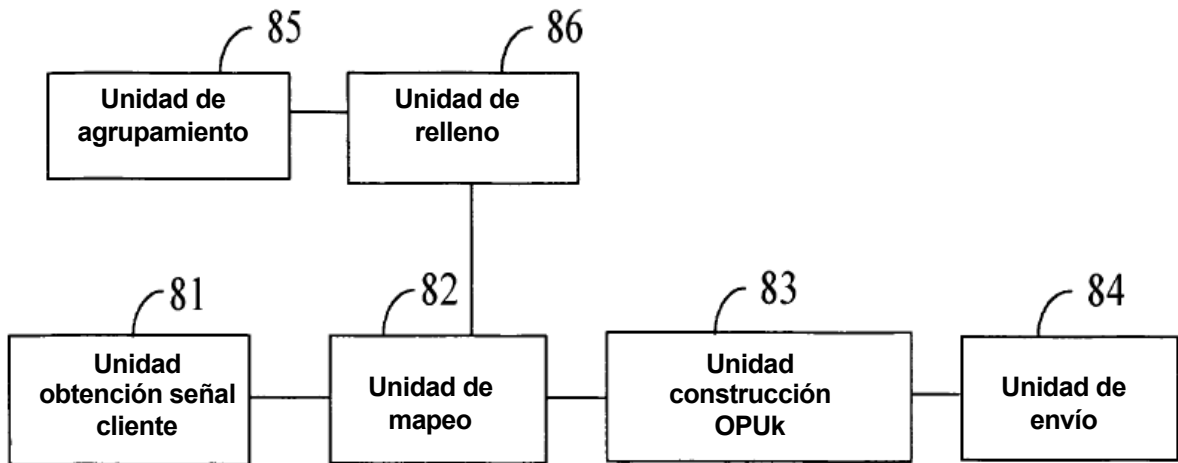 85
86
Unidad de
agrupamiento
Unidad de
relleno
81
82
83
84
Unidad
obtención señal
cliente
Unidad de
mapeo
Unidad
construcción
OPUk
Unidad de
envío